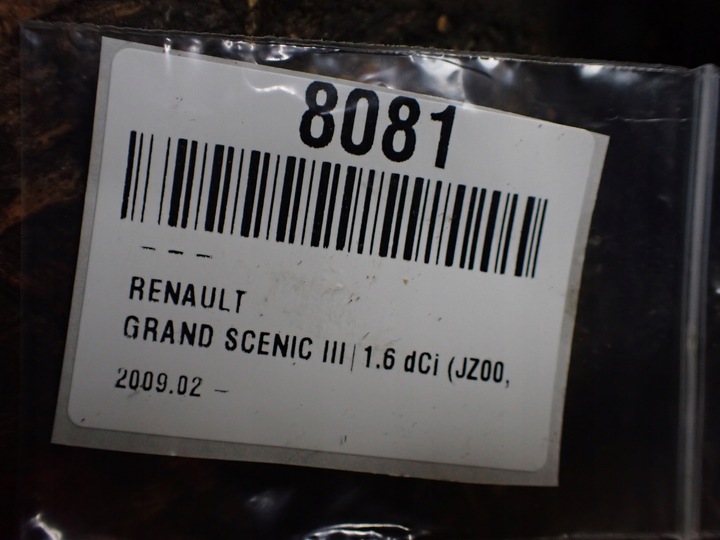 8081
- - -
RENAULT
GRAND SCENIC III | 1.6 dCi (JZ00,
2009.02 -